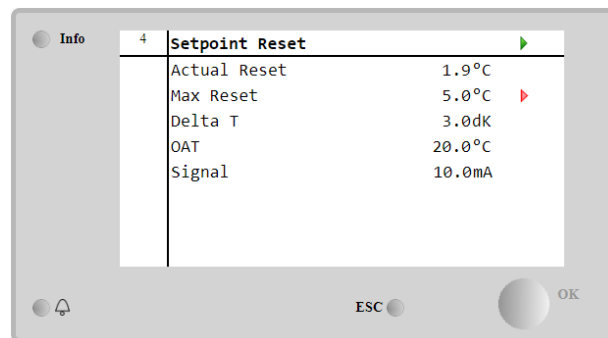 Info
4 Setpoint Reset
Actual Reset 1.9°C
Max Reset 5.0°C
Delta T 3.0dK
OAT 20.0°C
Signal 10.0mA
ESC
OK